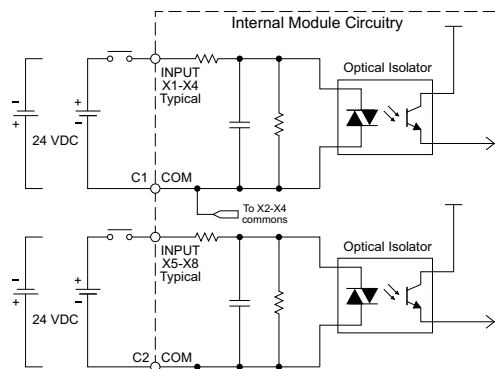 Internal Module Circuitry
INPUT
X1-X4
Typical
Optical Isolator
-
+
+
-
24 VDC
C1
COM
To X2-X4
commons
INPUT
X5-X8
Typical
Optical Isolator
-
+
+
-
24 VDC
C2
COM